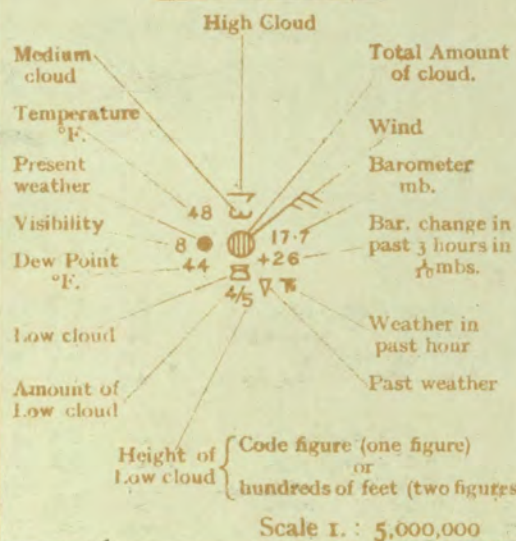 High Cloud
Medium
cloud
Total Amount
of cloud.
Temperature
°F.
Wind
Present
weather
Barometer
mb.
48
Visibility
8
17·7
Bar. change in
past 3 hours in
1/10 mbs.
+26
Dew Point
°F.
44
4/5
Low cloud
Weather in
past hour
Amount of
Low cloud
Past weather
Height of
Low cloud
Code figure (one figure)
or
hundreds of feet (two figures
Scale 1. : 5,000,000